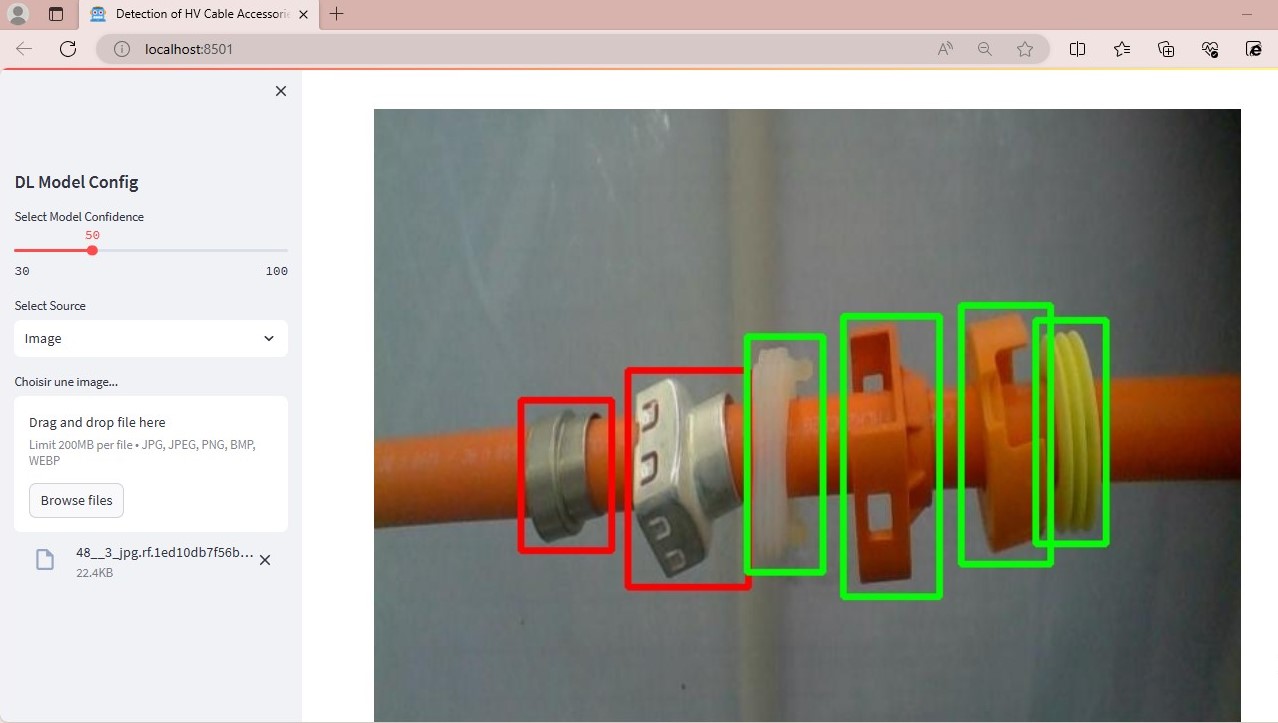 Detection of HV Cable Accessorie
localhost:8501
DL Model Config
Select Model Confidence
50
30
100
Select Source
Image
Choisir une image...
Drag and drop file here
Limit 200MB per file • JPG, JPEG, PNG, BMP,
WEBP
Browse files
48__3_jpg.rf.1ed10db7f56b...
22.4KB